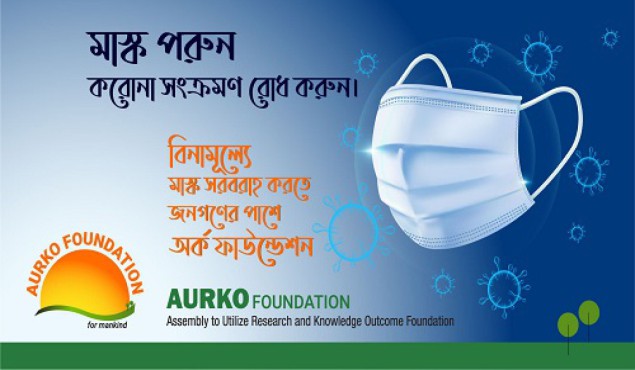 মাস্ক পরুন
করোনা সংক্রমণ রোধ করুন।
বিনামূল্যে
মাস্ক সরবরাহ করতে
জনগণের পাশে
অর্ক ফাউন্ডেশন
AURKO FOUNDATION
for mankind
AURKO FOUNDATION
Assembly to Utilize Research and Knowledge Outcome Foundation